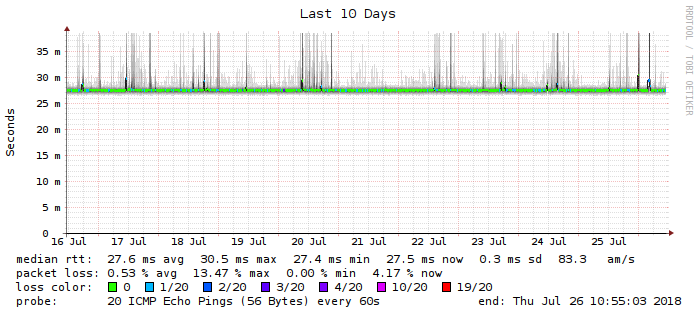 Last 10 Days
RRDTOOL / TOBI OETIKER
Seconds
35 m
30 m
25 m
20 m
15 m
10 m
5 m
0
16 Jul 17 Jul 18 Jul 19 Jul 20 Jul 21 Jul 22 Jul 23 Jul 24 Jul 25 Jul
median rtt: 27.6 ms avg 30.5 ms max 27.4 ms min 27.5 ms now 0.3 ms sd 83.3 am/s
packet loss: 0.53 % avg 13.47 % max 0.00 % min 4.17 % now
loss color: 0 1/20 2/20 3/20 4/20 10/20 19/20
probe: 20 ICMP Echo Pings (56 Bytes) every 60s end: Thu Jul 26 10:55:03 2018